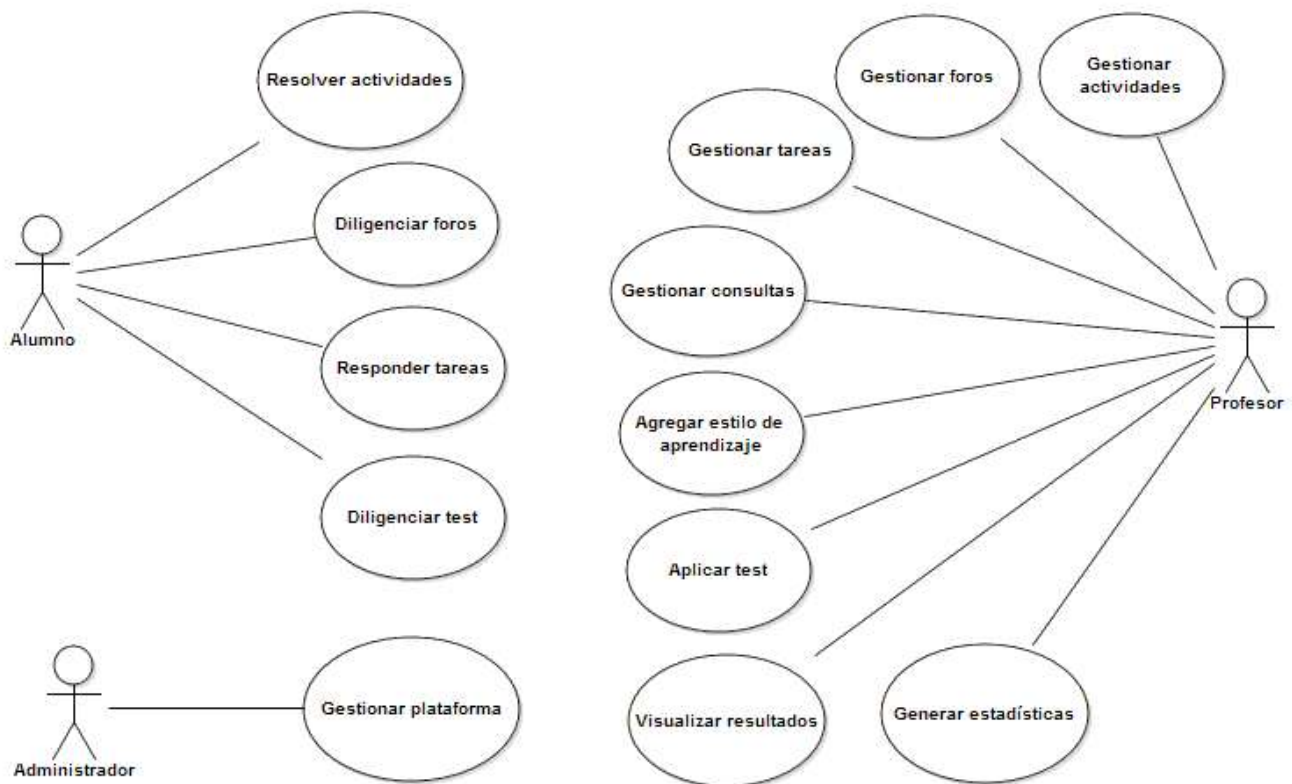 Resolver actividades
Diligenciar foros
Alumno
Responder tareas
Diligenciar test
Gestionar plataforma
Administrador
Gestionar foros
Gestionar
actividades
Gestionar tareas
Gestionar consultas
Profesor
Agregar estilo de
aprendizaje
Aplicar test
Visualizar resultados
Generar estadísticas